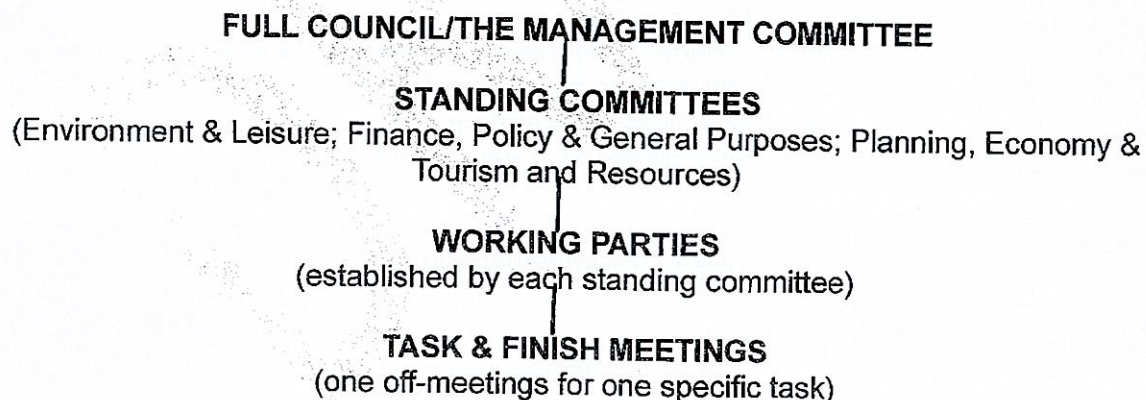 FULL COUNCIL/THE MANAGEMENT COMMITTEE
STANDING COMMITTEES
(Environment & Leisure; Finance, Policy & General Purposes; Planning, Economy &
Tourism and Resources)
WORKING PARTIES
(established by each standing committee)
TASK & FINISH MEETINGS
(one off-meetings for one specific task)